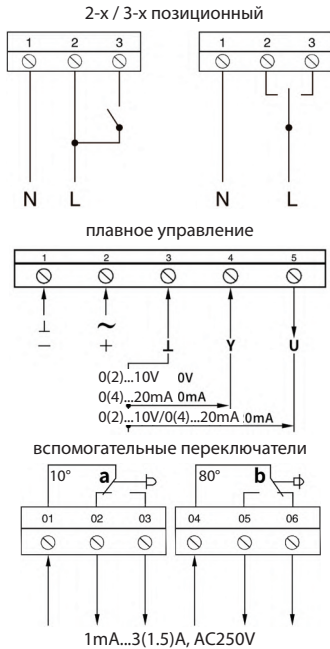 2-х / 3-х позиционный
1 2 3 1 2 3
N L N L
плавное управление
1 2 3 4 5
⊥ ~ ⊥ Y U
− +
0(2)...10V 0V
0(4)...20mA 0mA
0(2)...10V/0(4)...20mA :0mA
вспомогательные переключатели
10° a 80° b
01 02 03 04 05 06
1mA...3(1.5)A, AC250V